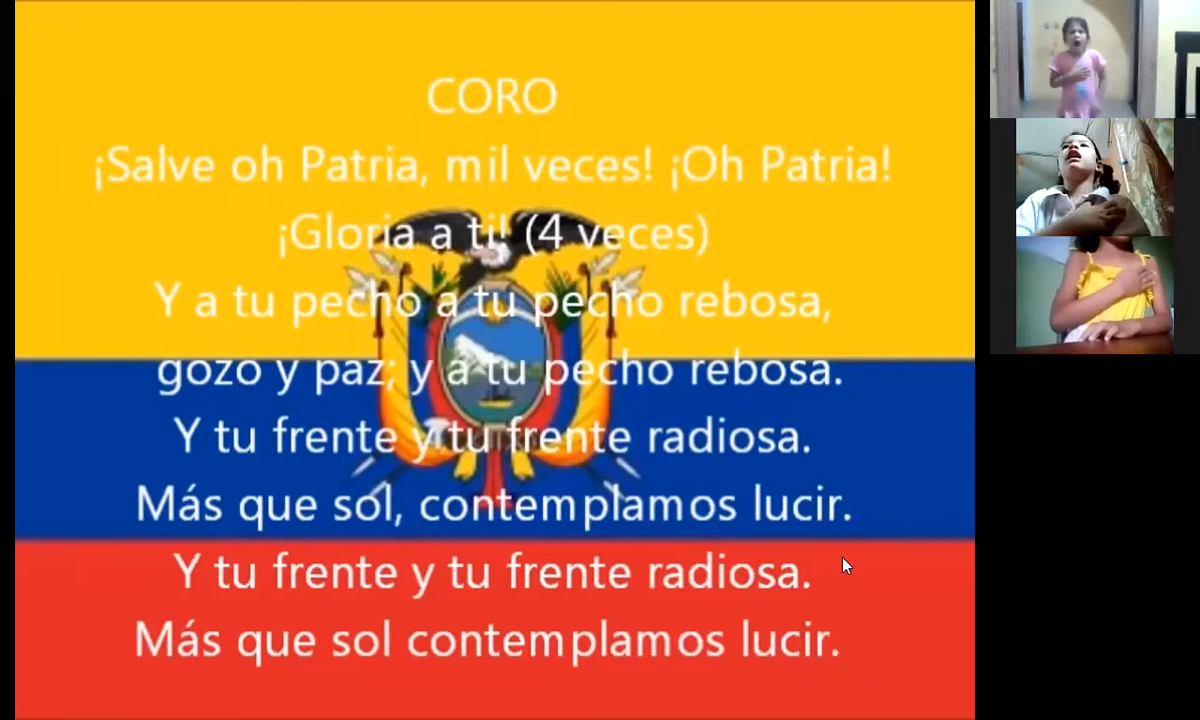 CORO
¡Salve oh Patria, mil veces! ¡Oh Patria!
¡Gloria a ti! (4 veces)
Y a tu pecho a tu pecho rebosa,
gozo y paz; y a tu pecho rebosa.
Y tu frente y tu frente radiosa.
Más que sol, contemplamos lucir.
Y tu frente y tu frente radiosa.
Más que sol contemplamos lucir.